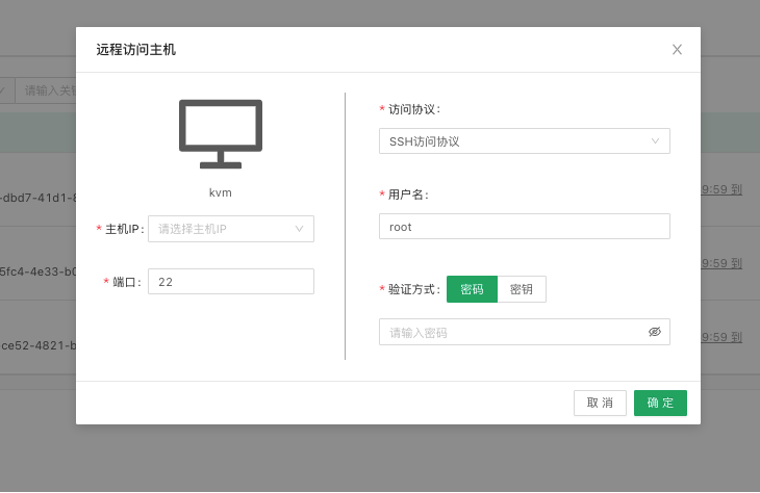 远程访问主机
请输入关
* 访问协议:
SSH访问协议
kvm
-dbd7-41d1-8
9:59 到
* 用户名:
* 主机IP: 请选择主机IP
root
5fc4-4e33-b0
9:59 到
* 端口: 22
* 验证方式: 密码 密钥
请输入密码
ce52-4821-b
9:59 到
取 消 确 定